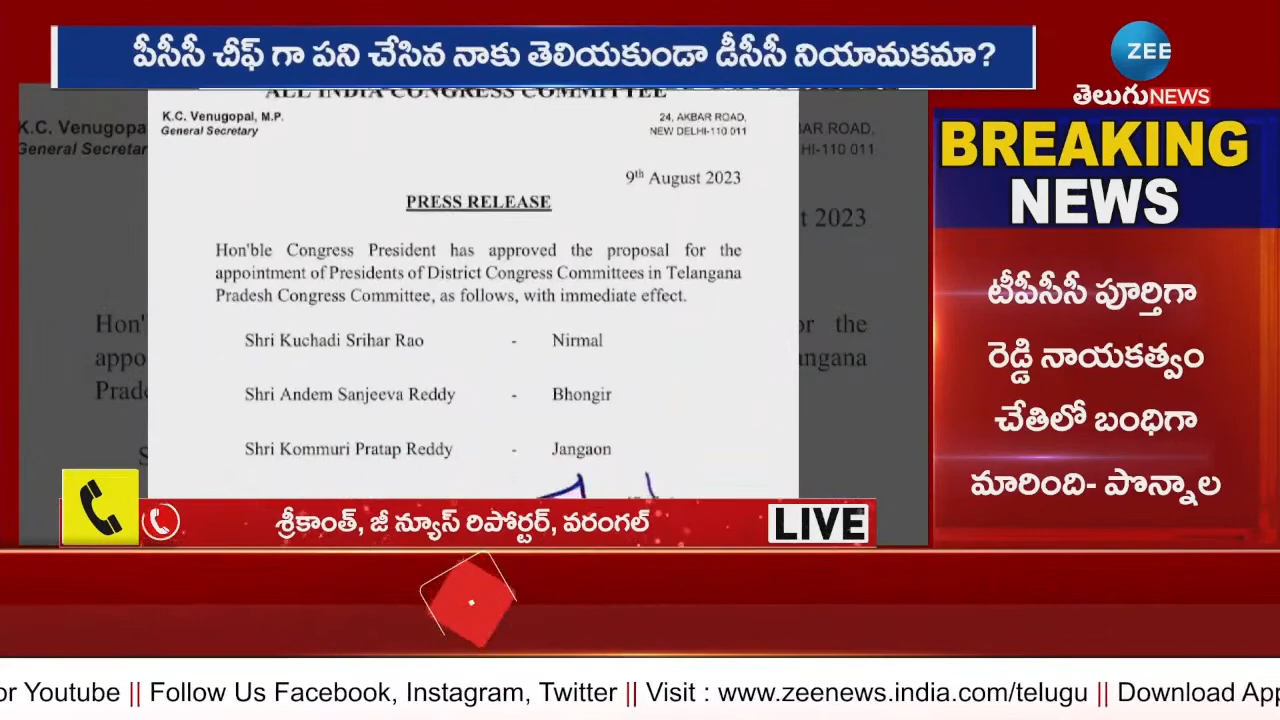 పీసీసీ చీఫ్ గా పని చేసిన నాకు తెలియకుండా డీసీసీ నియామకమా?
ZEE
తెలుగు NEWS
ALL INDIA CONGRESS COMMITTEE
K.C. Venugopal, M.P.
General Secretary
24, AKBAR ROAD,
NEW DELHI-110 011
9th August 2023
PRESS RELEASE
Hon'ble Congress President has approved the proposal for the
appointment of Presidents of District Congress Committees in Telangana
Pradesh Congress Committee, as follows, with immediate effect.
Shri Kuchadi Srihar Rao - Nirmal
Shri Andem Sanjeeva Reddy - Bhongir
Shri Kommuri Pratap Reddy - Jangaon
BREAKING
NEWS
టీపీసీసీ పూర్తిగా
రెడ్డి నాయకత్వం
చేతిలో బంధిగా
మారింది- పొన్నాల
శ్రీకాంత్, జీ న్యూస్ రిపోర్టర్, వరంగల్
LIVE
or Youtube || Follow Us Facebook, Instagram, Twitter || Visit : www.zeenews.india.com/telugu || Download App